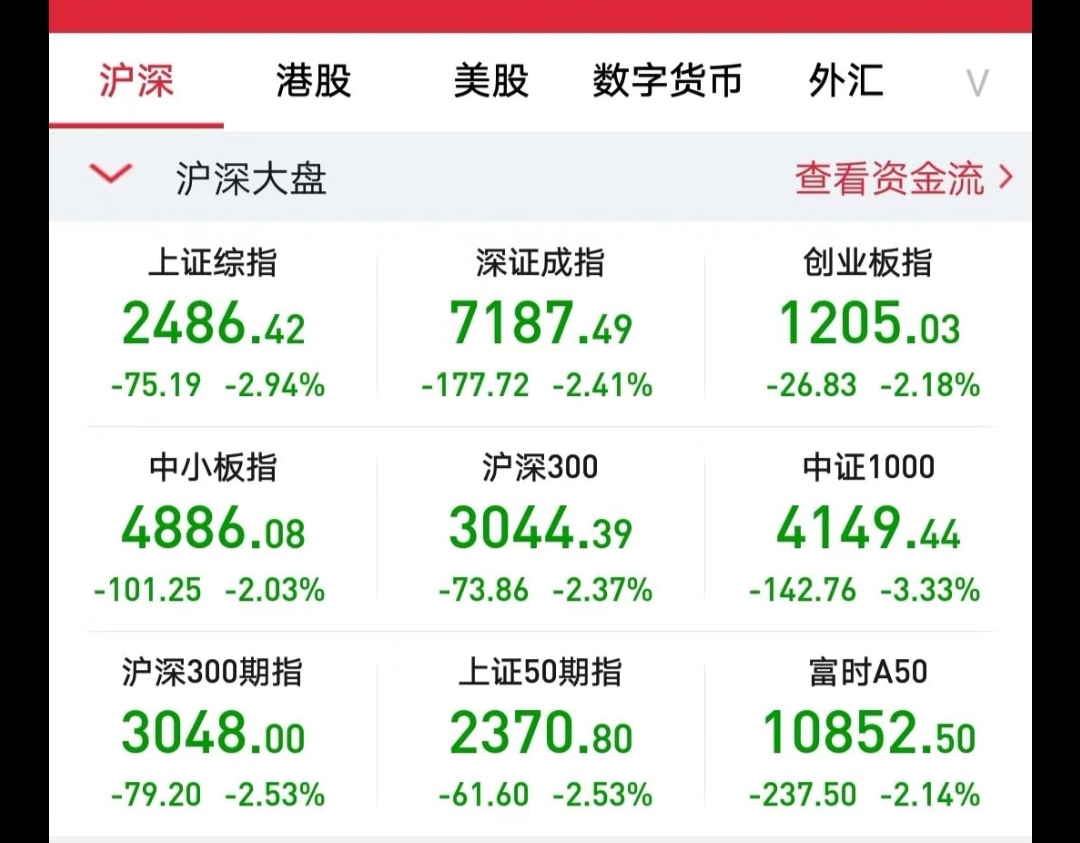 沪深 港股 美股 数字货币 外汇
沪深大盘 查看资金流
上证综指 深证成指 创业板指
2486.42 7187.49 1205.03
-75.19 -2.94% -177.72 -2.41% -26.83 -2.18%
中小板指 沪深300 中证1000
4886.08 3044.39 4149.44
-101.25 -2.03% -73.86 -2.37% -142.76 -3.33%
沪深300期指 上证50期指 富时A50
3048.00 2370.80 10852.50
-79.20 -2.53% -61.60 -2.53% -237.50 -2.14%